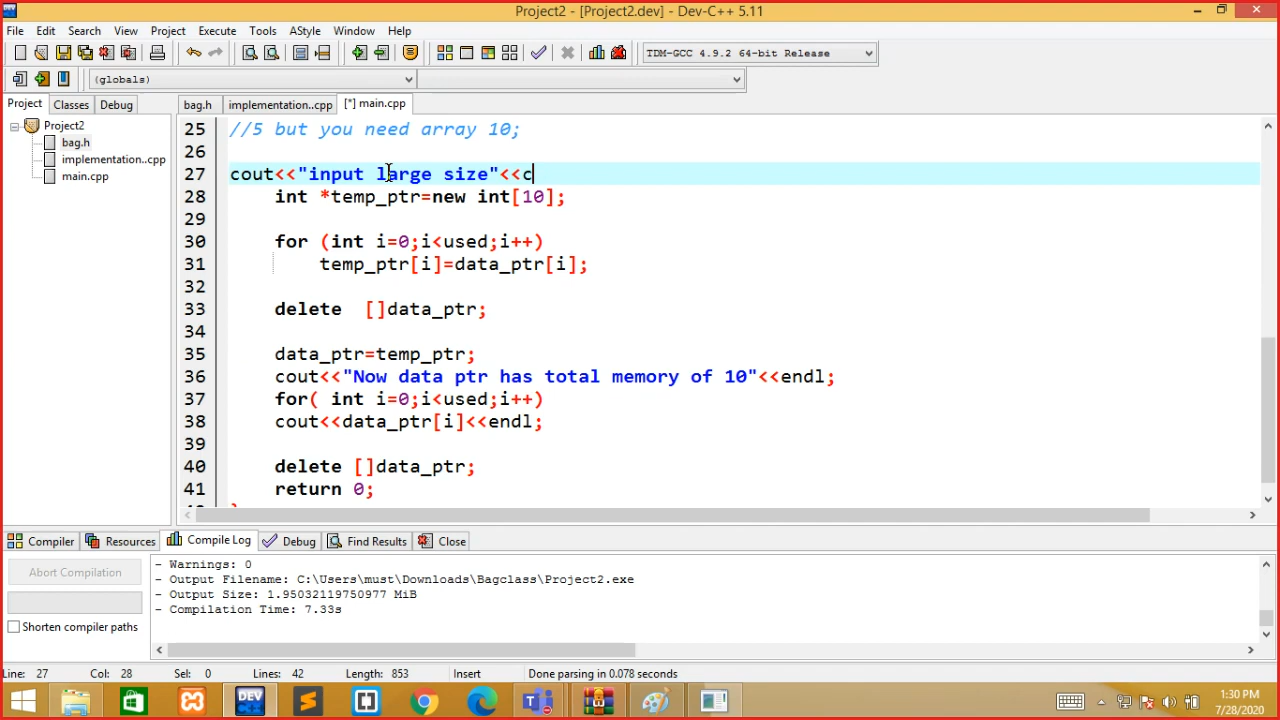 Project2 - [Project2.dev] - Dev-C++ 5.11
File Edit Search View Project Execute Tools AStyle Window Help
TDM-GCC 4.9.2 64-bit Release
(globals)
Project Classes Debug
bag.h implementation..cpp [*] main.cpp
Project2
bag.h
implementation..cpp
main.cpp
25 //5 but you need array 10;
26
27 cout<<"input large size"<<c
28 int *temp_ptr=new int[10];
29
30 for (int i=0;i<used;i++)
31 temp_ptr[i]=data_ptr[i];
32
33 delete []data_ptr;
34
35 data_ptr=temp_ptr;
36 cout<<"Now data ptr has total memory of 10"<<endl;
37 for( int i=0;i<used;i++)
38 cout<<data_ptr[i]<<endl;
39
40 delete []data_ptr;
41 return 0;
Compiler Resources Compile Log Debug Find Results Close
Abort Compilation
Shorten compiler paths
- Warnings: 0
- Output Filename: C:\Users\must\Downloads\Bagclass\Project2.exe
- Output Size: 1.95032119750977 MiB
- Compilation Time: 7.33s
Line: 27 Col: 28 Sel: 0 Lines: 42 Length: 853 Insert Done parsing in 0.078 seconds
DEV
1:30 PM
7/28/2020